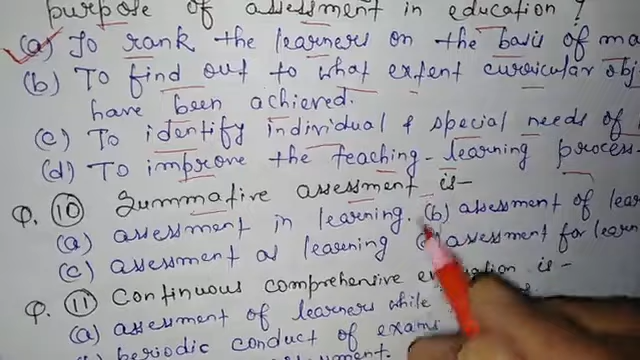 purpose of assessment in education ?
(a) To rank the learners on the basis of
(b) To find out to what extent curricular
have been achieved.
(c) To identify individual & special needs of
(d) To improve the teaching-learning process
Q. (10) Summative assessment is-
(a) assessment in learning. (b) assessment of
(c) assessment as learning assessment for
Q. (11) Continuous comprehensive is-
(a) assessment of learners while
periodic conduct of exams